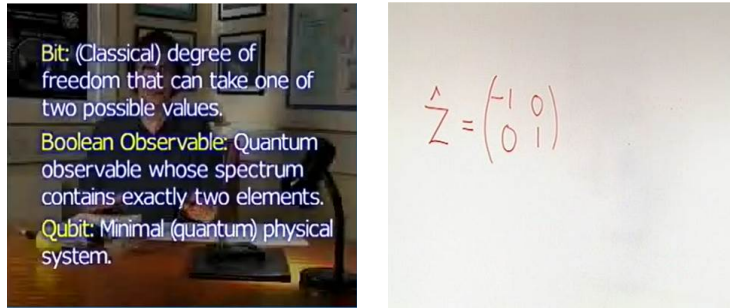 Bit: (Classical) degree of
freedom that can take one of
two possible values.
Boolean Observable: Quantum
observable whose spectrum
contains exactly two elements.
Qubit: Minimal (quantum) physical
system.
Ẑ = (-1 0
0 1)